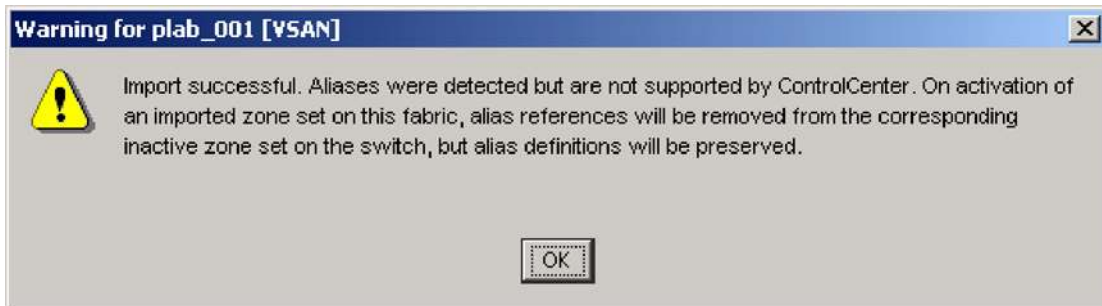 Warning for plab_001 [VSAN]
Import successful. Aliases were detected but are not supported by ControlCenter. On activation of
an imported zone set on this fabric, alias references will be removed from the corresponding
inactive zone set on the switch, but alias definitions will be preserved.
OK